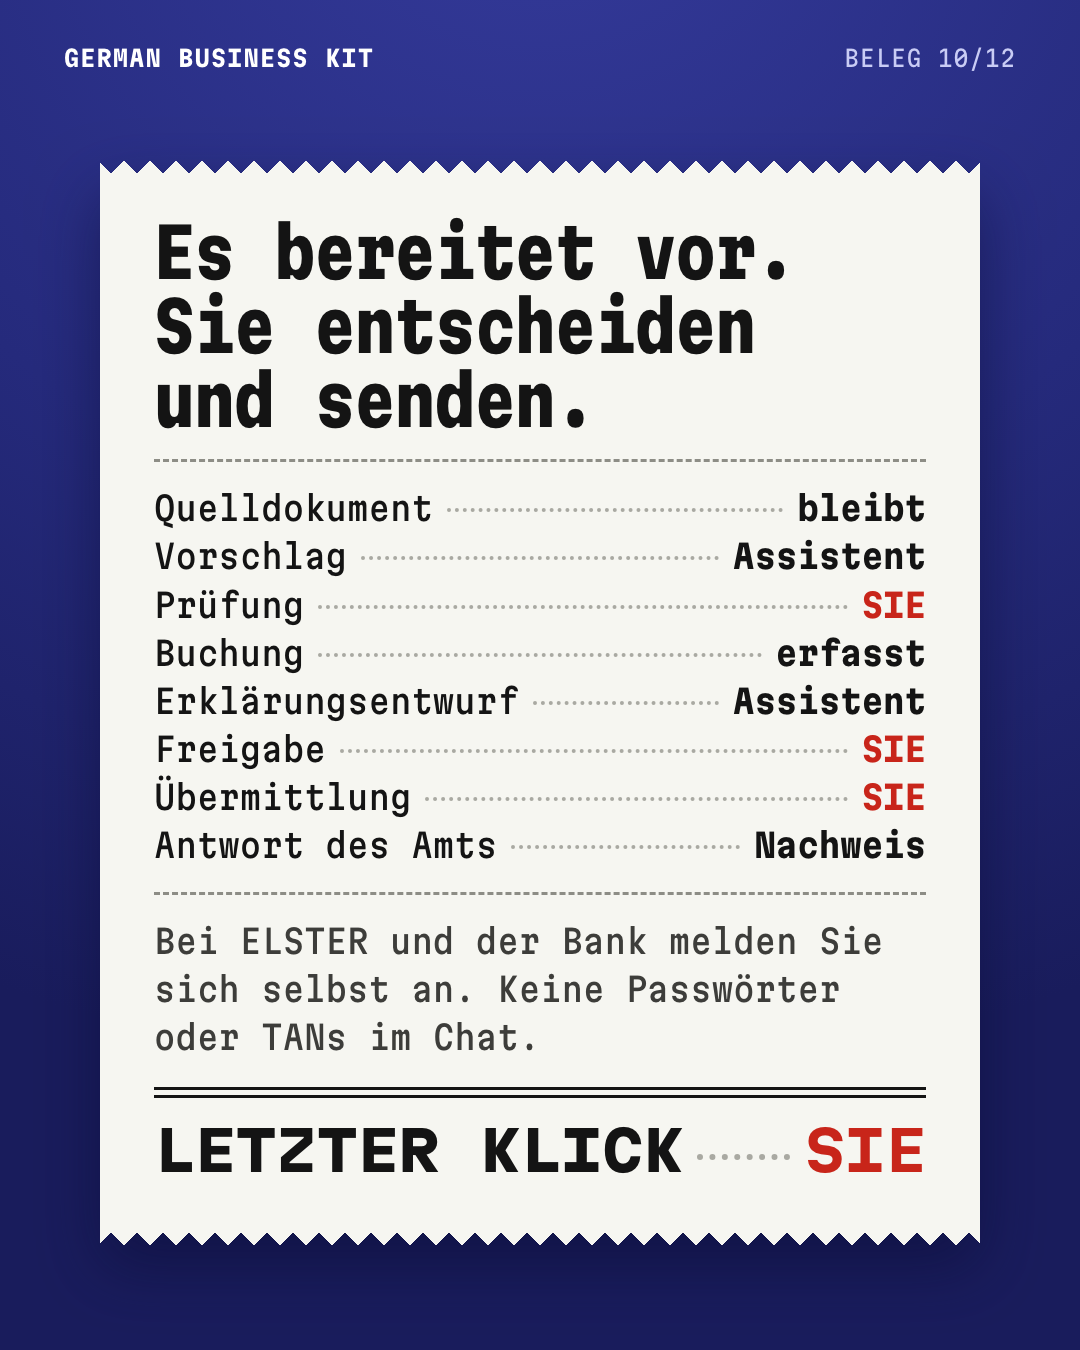 GERMAN BUSINESS KIT
BELEG 10/12
Es bereitet vor.
Sie entscheiden
und senden.
Quelldokument bleibt
Vorschlag Assistent
Prüfung SIE
Buchung erfasst
Erklärungsentwurf Assistent
Freigabe SIE
Übermittlung SIE
Antwort des Amts Nachweis
Bei ELSTER und der Bank melden Sie
sich selbst an. Keine Passwörter
oder TANs im Chat.
LETZTER KLICK SIE